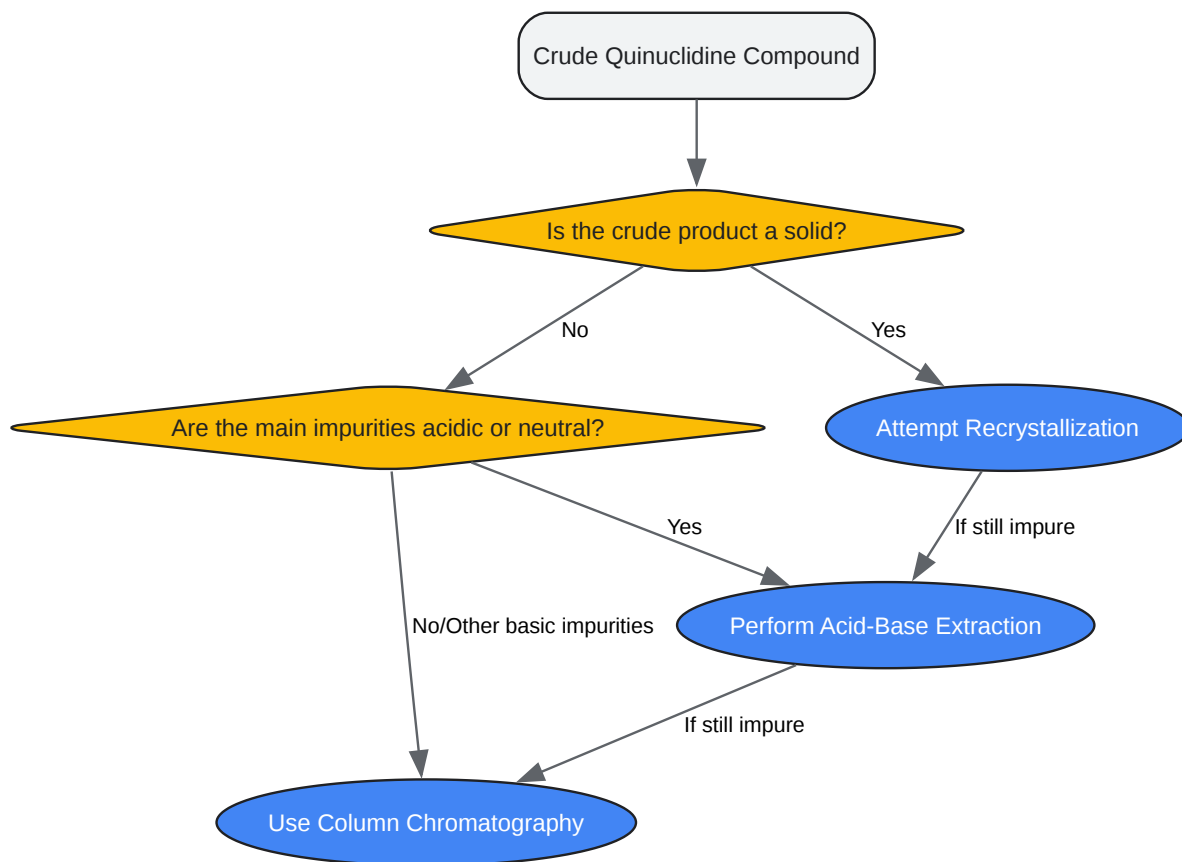 Crude Quinuclidine Compound
Is the crude product a solid?
No
Yes
Are the main impurities acidic or neutral?
Attempt Recrystallization
Yes
If still impure
No/Other basic impurities
Perform Acid-Base Extraction
If still impure
Use Column Chromatography